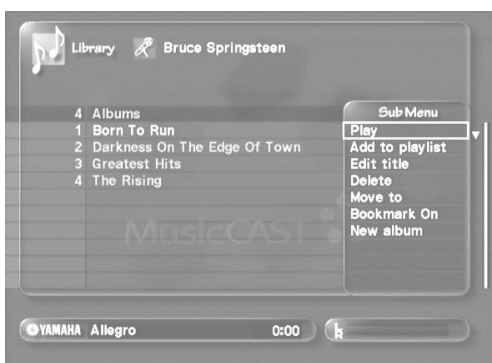 Library Bruce Springsteen
4 Albums
1 Born To Run
2 Darkness On The Edge Of Town
3 Greatest Hits
4 The Rising
MusicCAST
Sub Menu
Play
Add to playlist
Edit title
Delete
Move to
Bookmark On
New album
YAMAHA Allegro 0:00